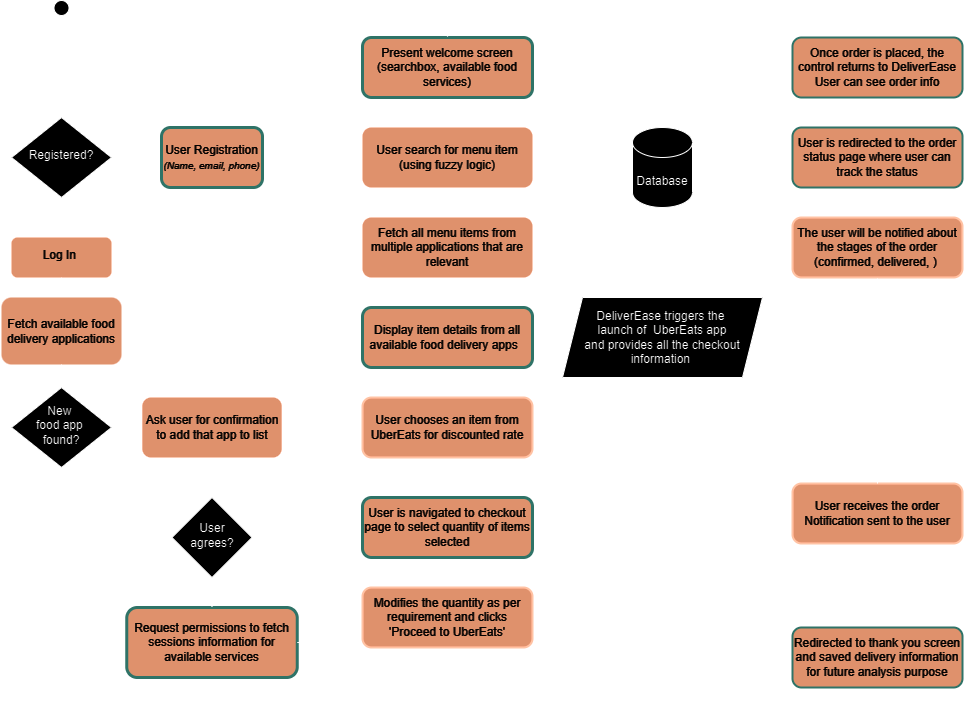 Registered?
User Registration
(Name, email, phone)
Log In
Fetch available food
delivery applications
New
food app
found?
Ask user for confirmation
to add that app to list
User
agrees?
Request permissions to fetch
sessions information for
available services
Present welcome screen
(searchbox, available food
services)
User search for menu item
(using fuzzy logic)
Fetch all menu items from
multiple applications that are
relevant
Display item details from all
available food delivery apps
User chooses an item from
UberEats for discounted rate
User is navigated to checkout
page to select quantity of items
selected
Modifies the quantity as per
requirement and clicks
'Proceed to UberEats'
Database
DeliverEase triggers the
launch of UberEats app
and provides all the checkout
information
Once order is placed, the
control returns to DeliverEase
User can see order info
User is redirected to the order
status page where user can
track the status
The user will be notified about
the stages of the order
(confirmed, delivered, )
User receives the order
Notification sent to the user
Redirected to thank you screen
and saved delivery information
for future analysis purpose